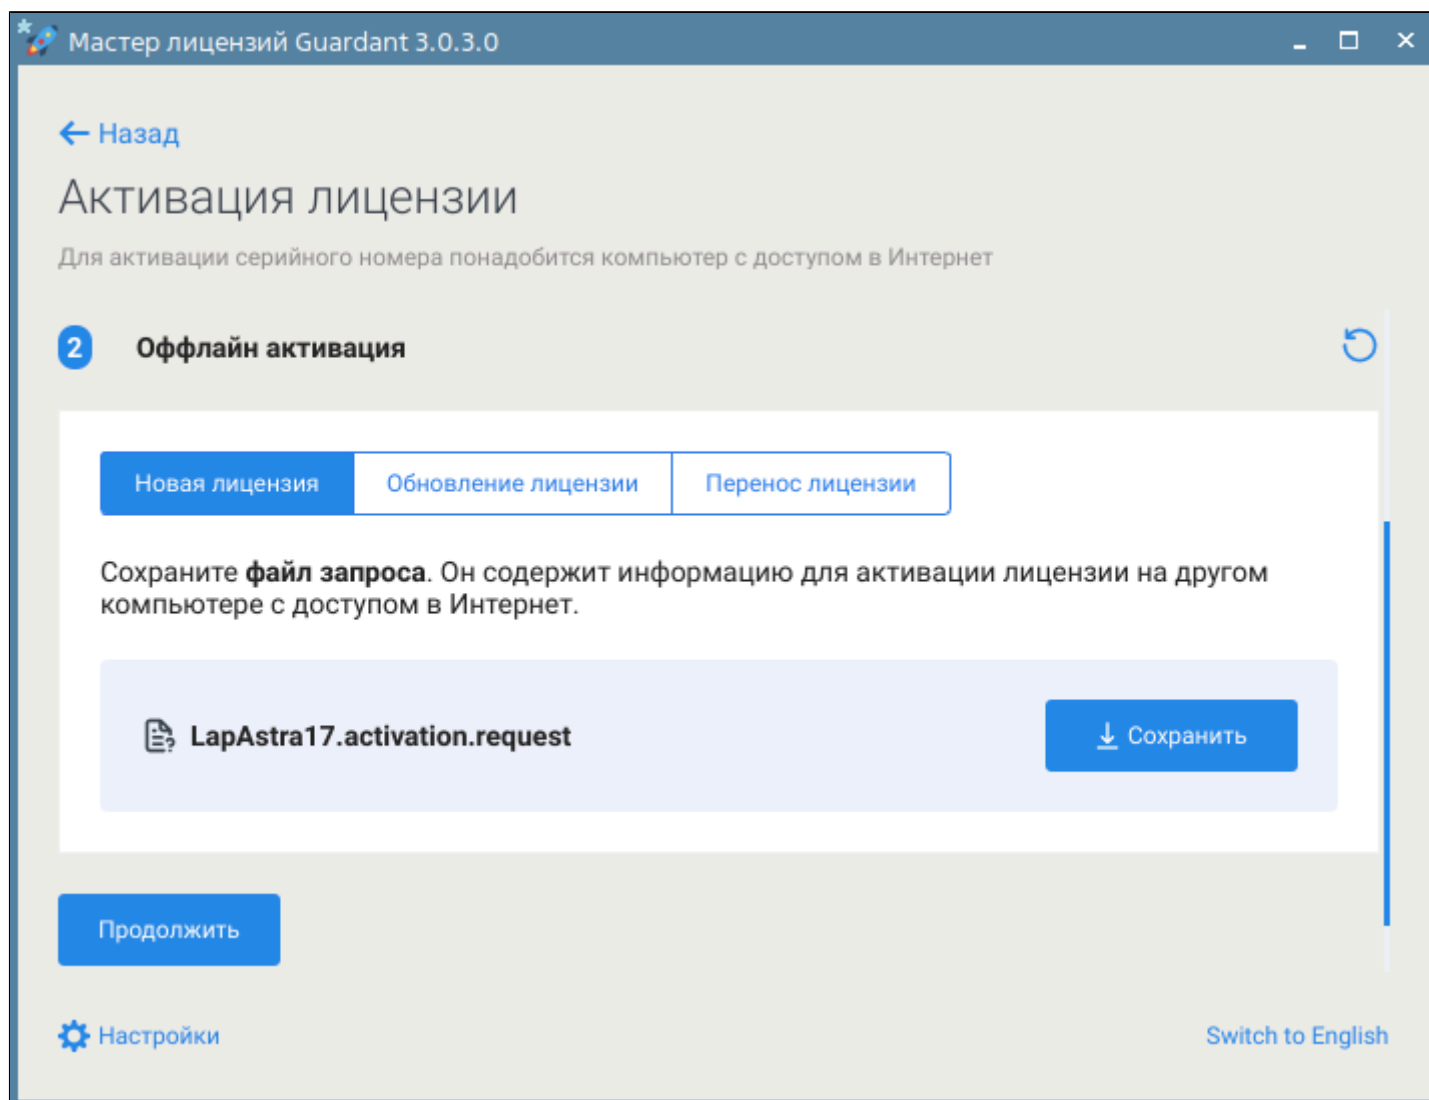 Мастер лицензий Guardant 3.0.3.0
Назад
Активация лицензии
Для активации серийного номера понадобится компьютер с доступом в Интернет
2 Оффлайн активация
Новая лицензия Обновление лицензии Перенос лицензии
Сохраните файл запроса. Он содержит информацию для активации лицензии на другом
компьютере с доступом в Интернет.
LapAstra17.activation.request Сохранить
Продолжить
Настройки Switch to English